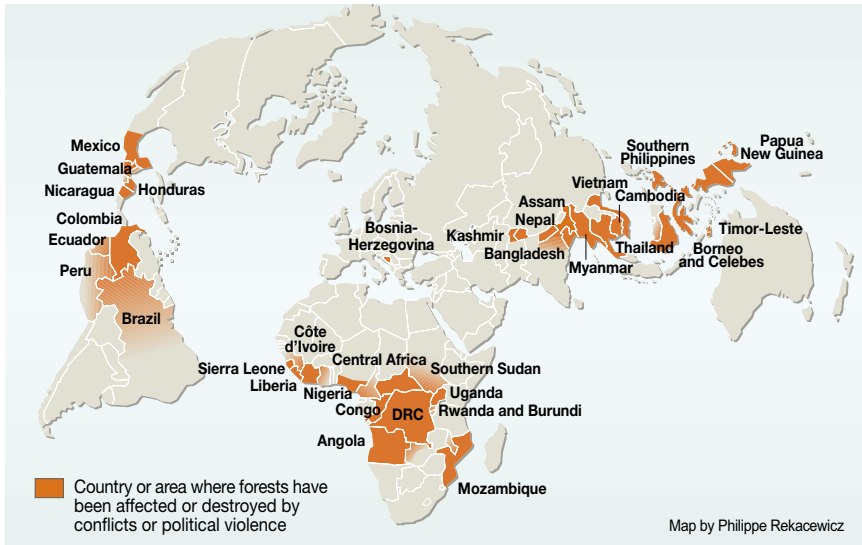 Mexico
Guatemala
Nicaragua
Honduras
Colombia
Ecuador
Peru
Brazil
Bosnia-
Herzegovina
Côte
d'Ivoire
Central Africa
Southern Sudan
Sierra Leone
Liberia
Nigeria
Uganda
Congo
DRC
Rwanda and Burundi
Angola
Mozambique
Kashmir
Assam
Nepal
Bangladesh
Myanmar
Vietnam
Cambodia
Thailand
Southern
Philippines
Papua
New Guinea
Timor-Leste
Borneo
and Celebes
Country or area where forests have
been affected or destroyed by
conflicts or political violence
Map by Philippe Rekacewicz